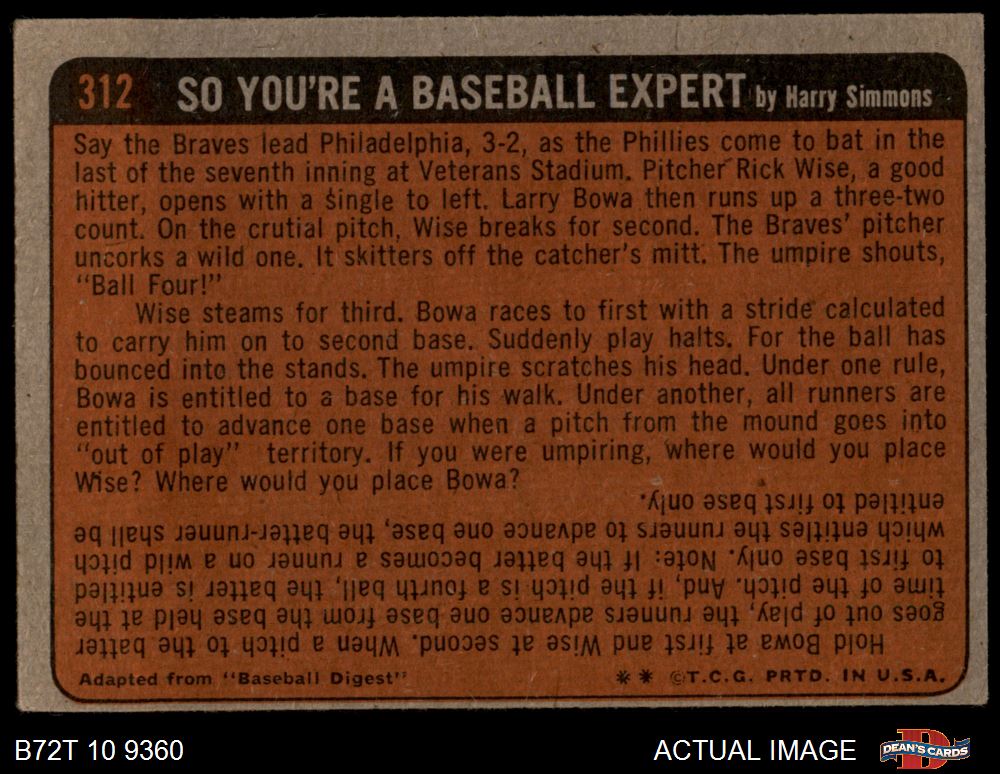 312 SO YOU'RE A BASEBALL EXPERT by Harry Simmons
Say the Braves lead Philadelphia, 3-2, as the Phillies come to bat in the
last of the seventh inning at Veterans Stadium. Pitcher Rick Wise, a good
hitter, opens with a single to left. Larry Bowa then runs up a three-two
count. On the crutial pitch, Wise breaks for second. The Braves' pitcher
uncorks a wild one. It skitters off the catcher's mitt. The umpire shouts,
"Ball Four!"
Wise steams for third. Bowa races to first with a stride calculated
to carry him on to second base. Suddenly play halts. For the ball has
bounced into the stands. The umpire scratches his head. Under one rule,
Bowa is entitled to a base for his walk. Under another, all runners are
entitled to advance one base when a pitch from the mound goes into
"out of play" territory. If you were umpiring, where would you place
Wise? Where would you place Bowa?
Hold Bowa at first and Wise at second. When a pitch to the batter
goes out of play, the runners advance one base from the base held at the
time of the pitch. And, if the pitch is a fourth ball, the batter is entitled
to first base only. Note: If the batter becomes a runner on a wild pitch
which entitles the runners to advance one base, the batter-runner shall be
entitled to first base only.
Adapted from "Baseball Digest" ** ©T.C.G. PRTD. IN U.S.A.
B72T 10 9360 ACTUAL IMAGE DEAN'S CARDS